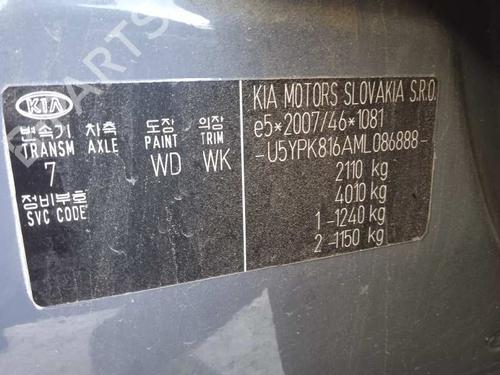 KIA
변속기 차축 도장 의장
TRANSM AXLE PAINT TRIM
7 WD WK
정비부호
SVC CODE
KIA MOTORS SLOVAKIA S.R.O.
e5*2007/46*1081
-U5YPK816AML086888-
2110 kg
4010 kg
1-1240 kg
2-1150 kg
PARTS